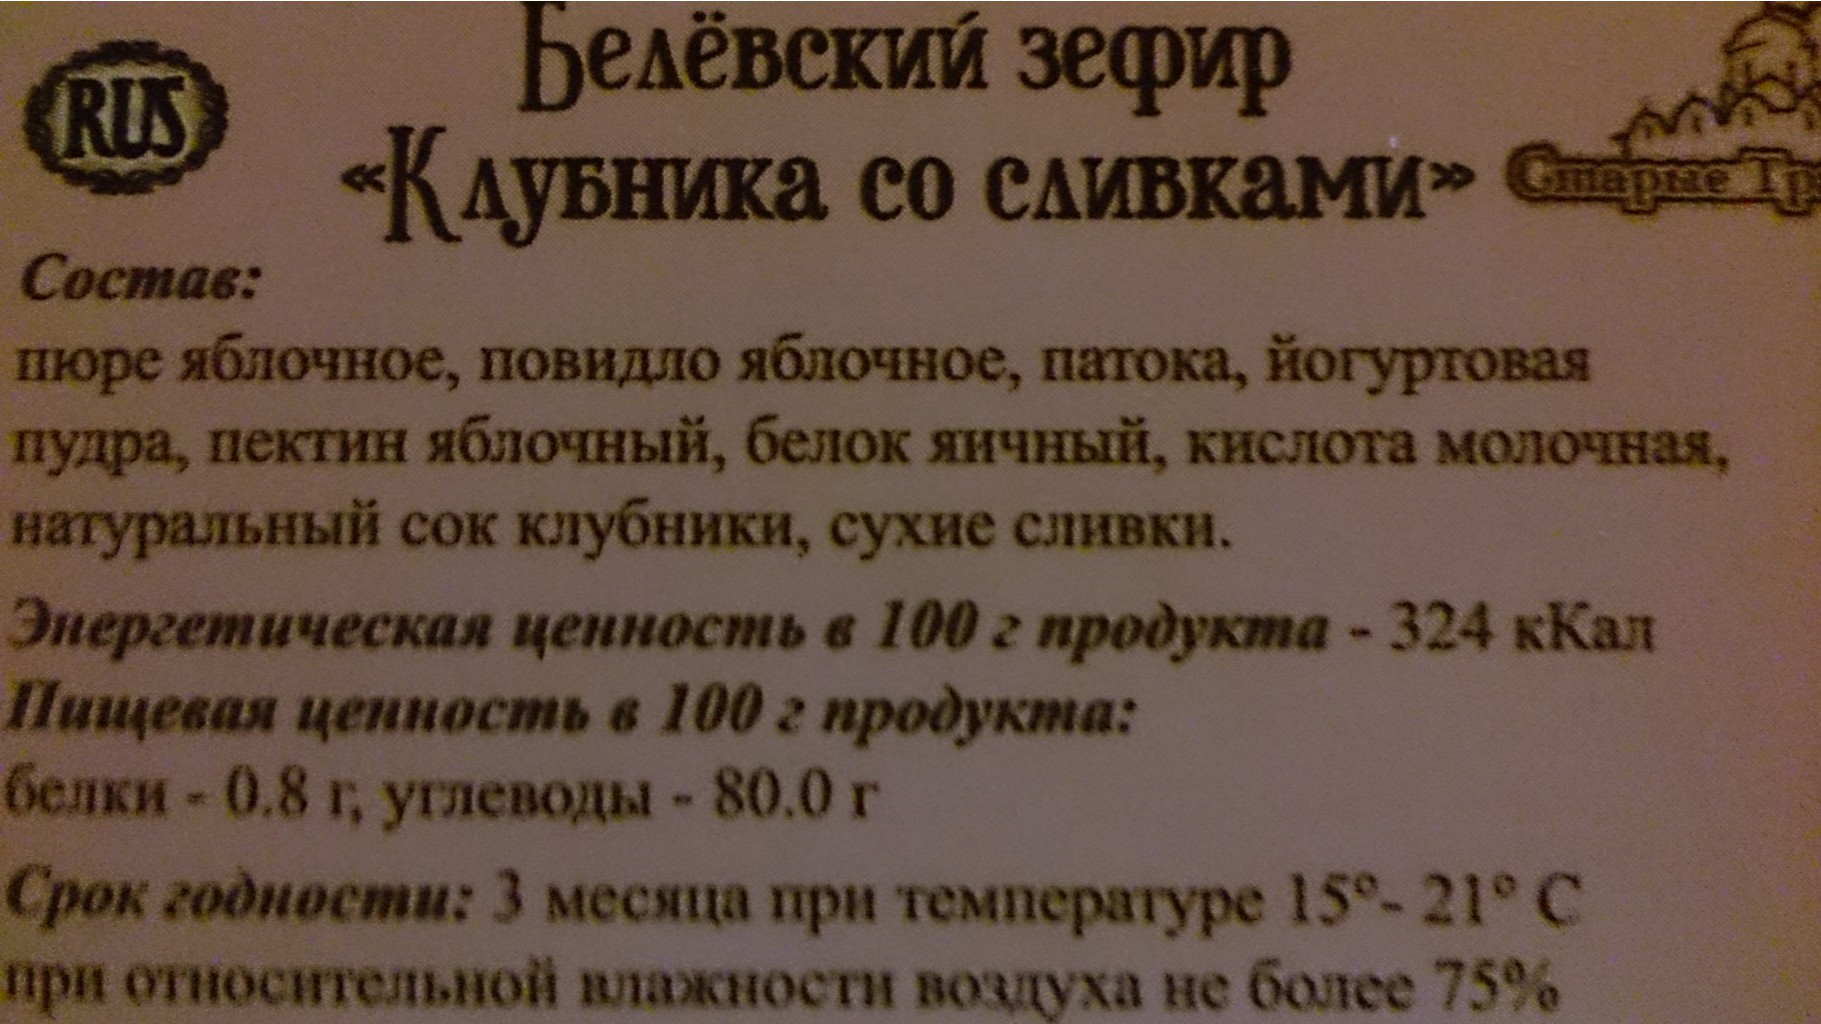 RUS
Белёвский зефир
«Клубника со сливками»
Старые
Состав:
пюре яблочное, повидло яблочное, патока, йогуртовая
пудра, пектин яблочный, белок яичный, кислота молочная,
натуральный сок клубники, сухие сливки.
Энергетическая ценность в 100 г продукта - 324 кКал
Пищевая ценность в 100 г продукта:
белки - 0.8 г, углеводы - 80.0 г
Срок годности: 3 месяца при температуре 15°- 21° С
при относительной влажности воздуха не более 75%